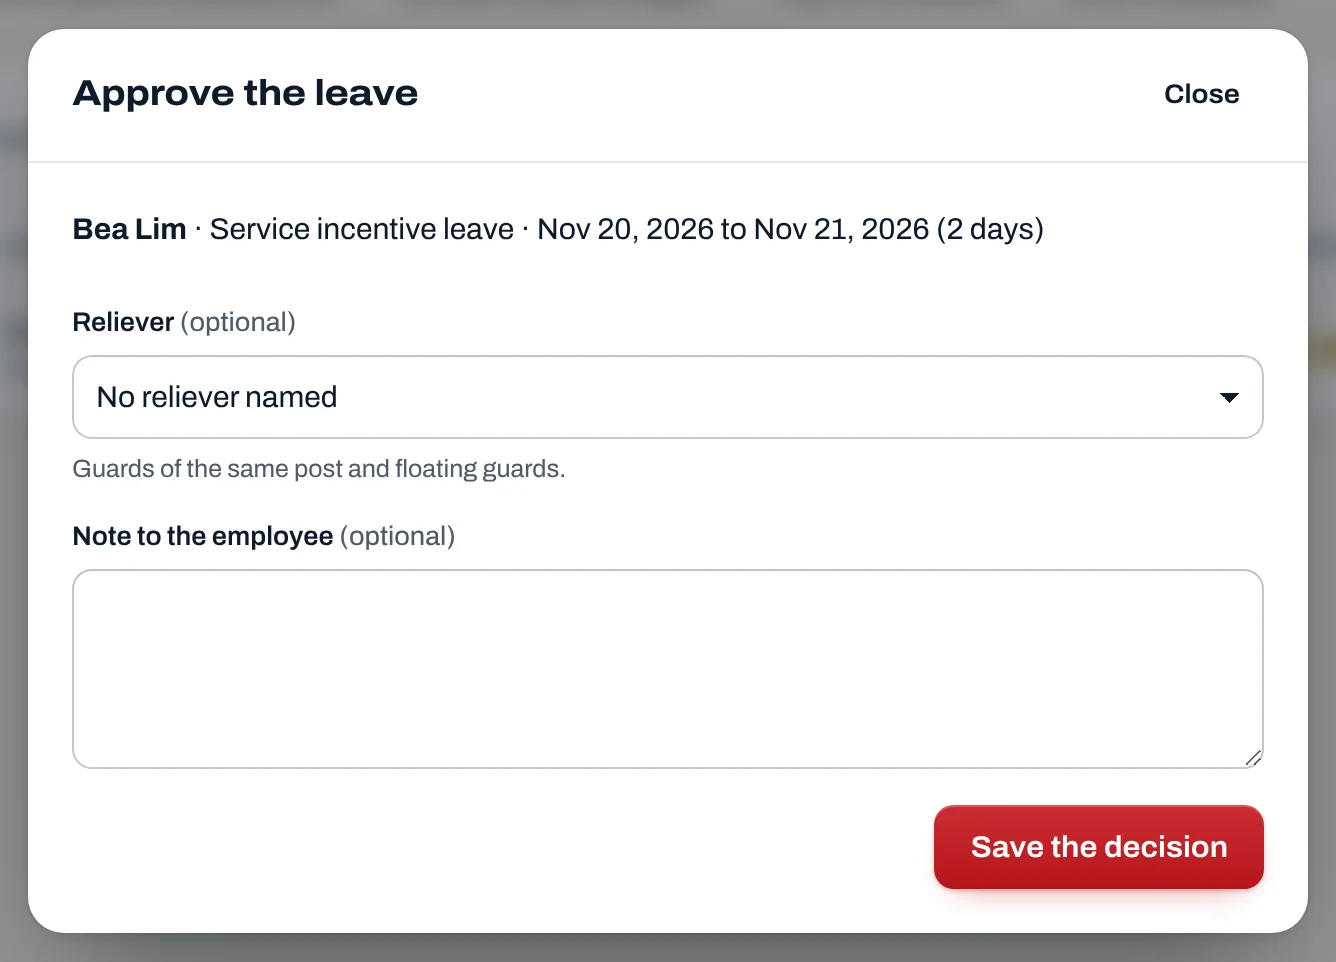 Approve the leave
Close
Bea Lim · Service incentive leave · Nov 20, 2026 to Nov 21, 2026 (2 days)
Reliever (optional)
No reliever named
Guards of the same post and floating guards.
Note to the employee (optional)
Save the decision